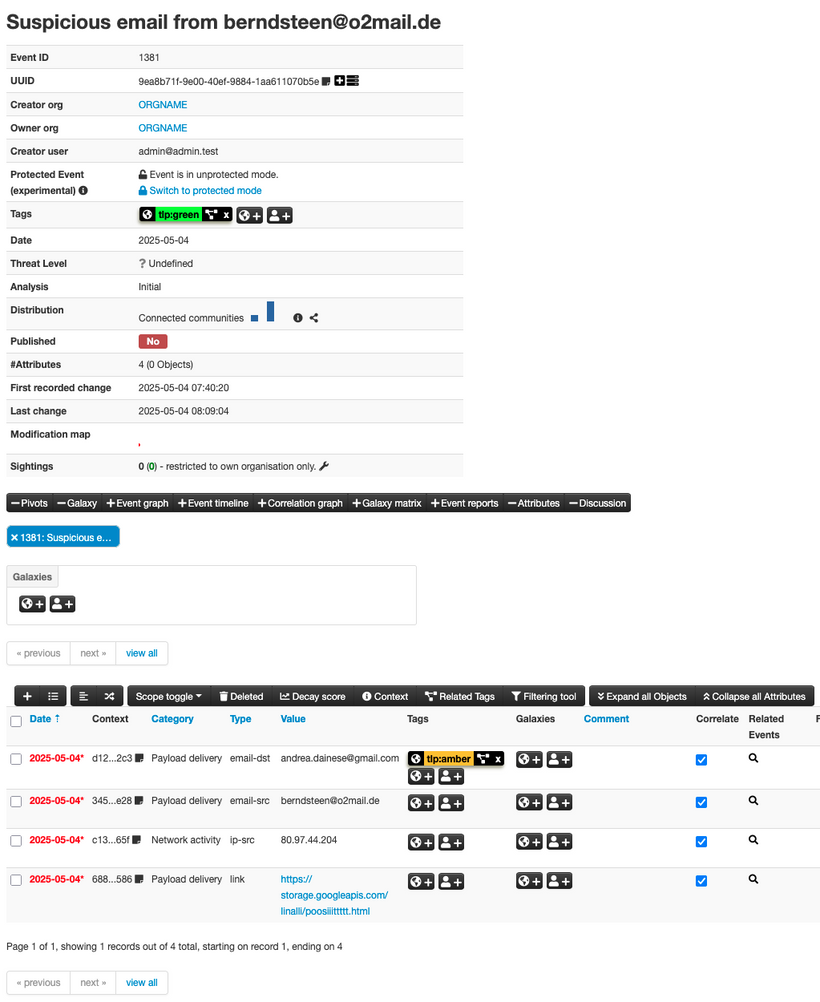 Suspicious email from berndsteen@o2mail.de
Event ID 1381
UUID 9ea8b71f-9e00-40ef-9884-1aa611070b5e
Creator org ORGNAME
Owner org ORGNAME
Creator user admin@admin.test
Protected Event (experimental) Event is in unprotected mode.
Switch to protected mode
Tags tlp:green x + +
Date 2025-05-04
Threat Level ? Undefined
Analysis Initial
Distribution Connected communities
Published No
#Attributes 4 (0 Objects)
First recorded change 2025-05-04 07:40:20
Last change 2025-05-04 08:09:04
Modification map
Sightings 0 (0) - restricted to own organisation only.
−Pivots −Galaxy +Event graph +Event timeline +Correlation graph +Galaxy matrix +Event reports −Attributes −Discussion
×1381: Suspicious e...
Galaxies
+ +
« previous next » view all
+ Scope toggle Deleted Decay score Context Related Tags Filtering tool Expand all Objects Collapse all Attributes
Date ↑ Context Category Type Value Tags Galaxies Comment Correlate Related Events F
2025-05-04* d12...2c3 Payload delivery email-dst andrea.dainese@gmail.com tlp:amber x + + + +
2025-05-04* 345...e28 Payload delivery email-src berndsteen@o2mail.de + + + +
2025-05-04* c13...65f Network activity ip-src 80.97.44.204 + + + +
2025-05-04* 688...586 Payload delivery link https:// + + + +
storage.googleapis.com/
linalli/poosiiittttt.html
Page 1 of 1, showing 1 records out of 4 total, starting on record 1, ending on 4
« previous next » view all